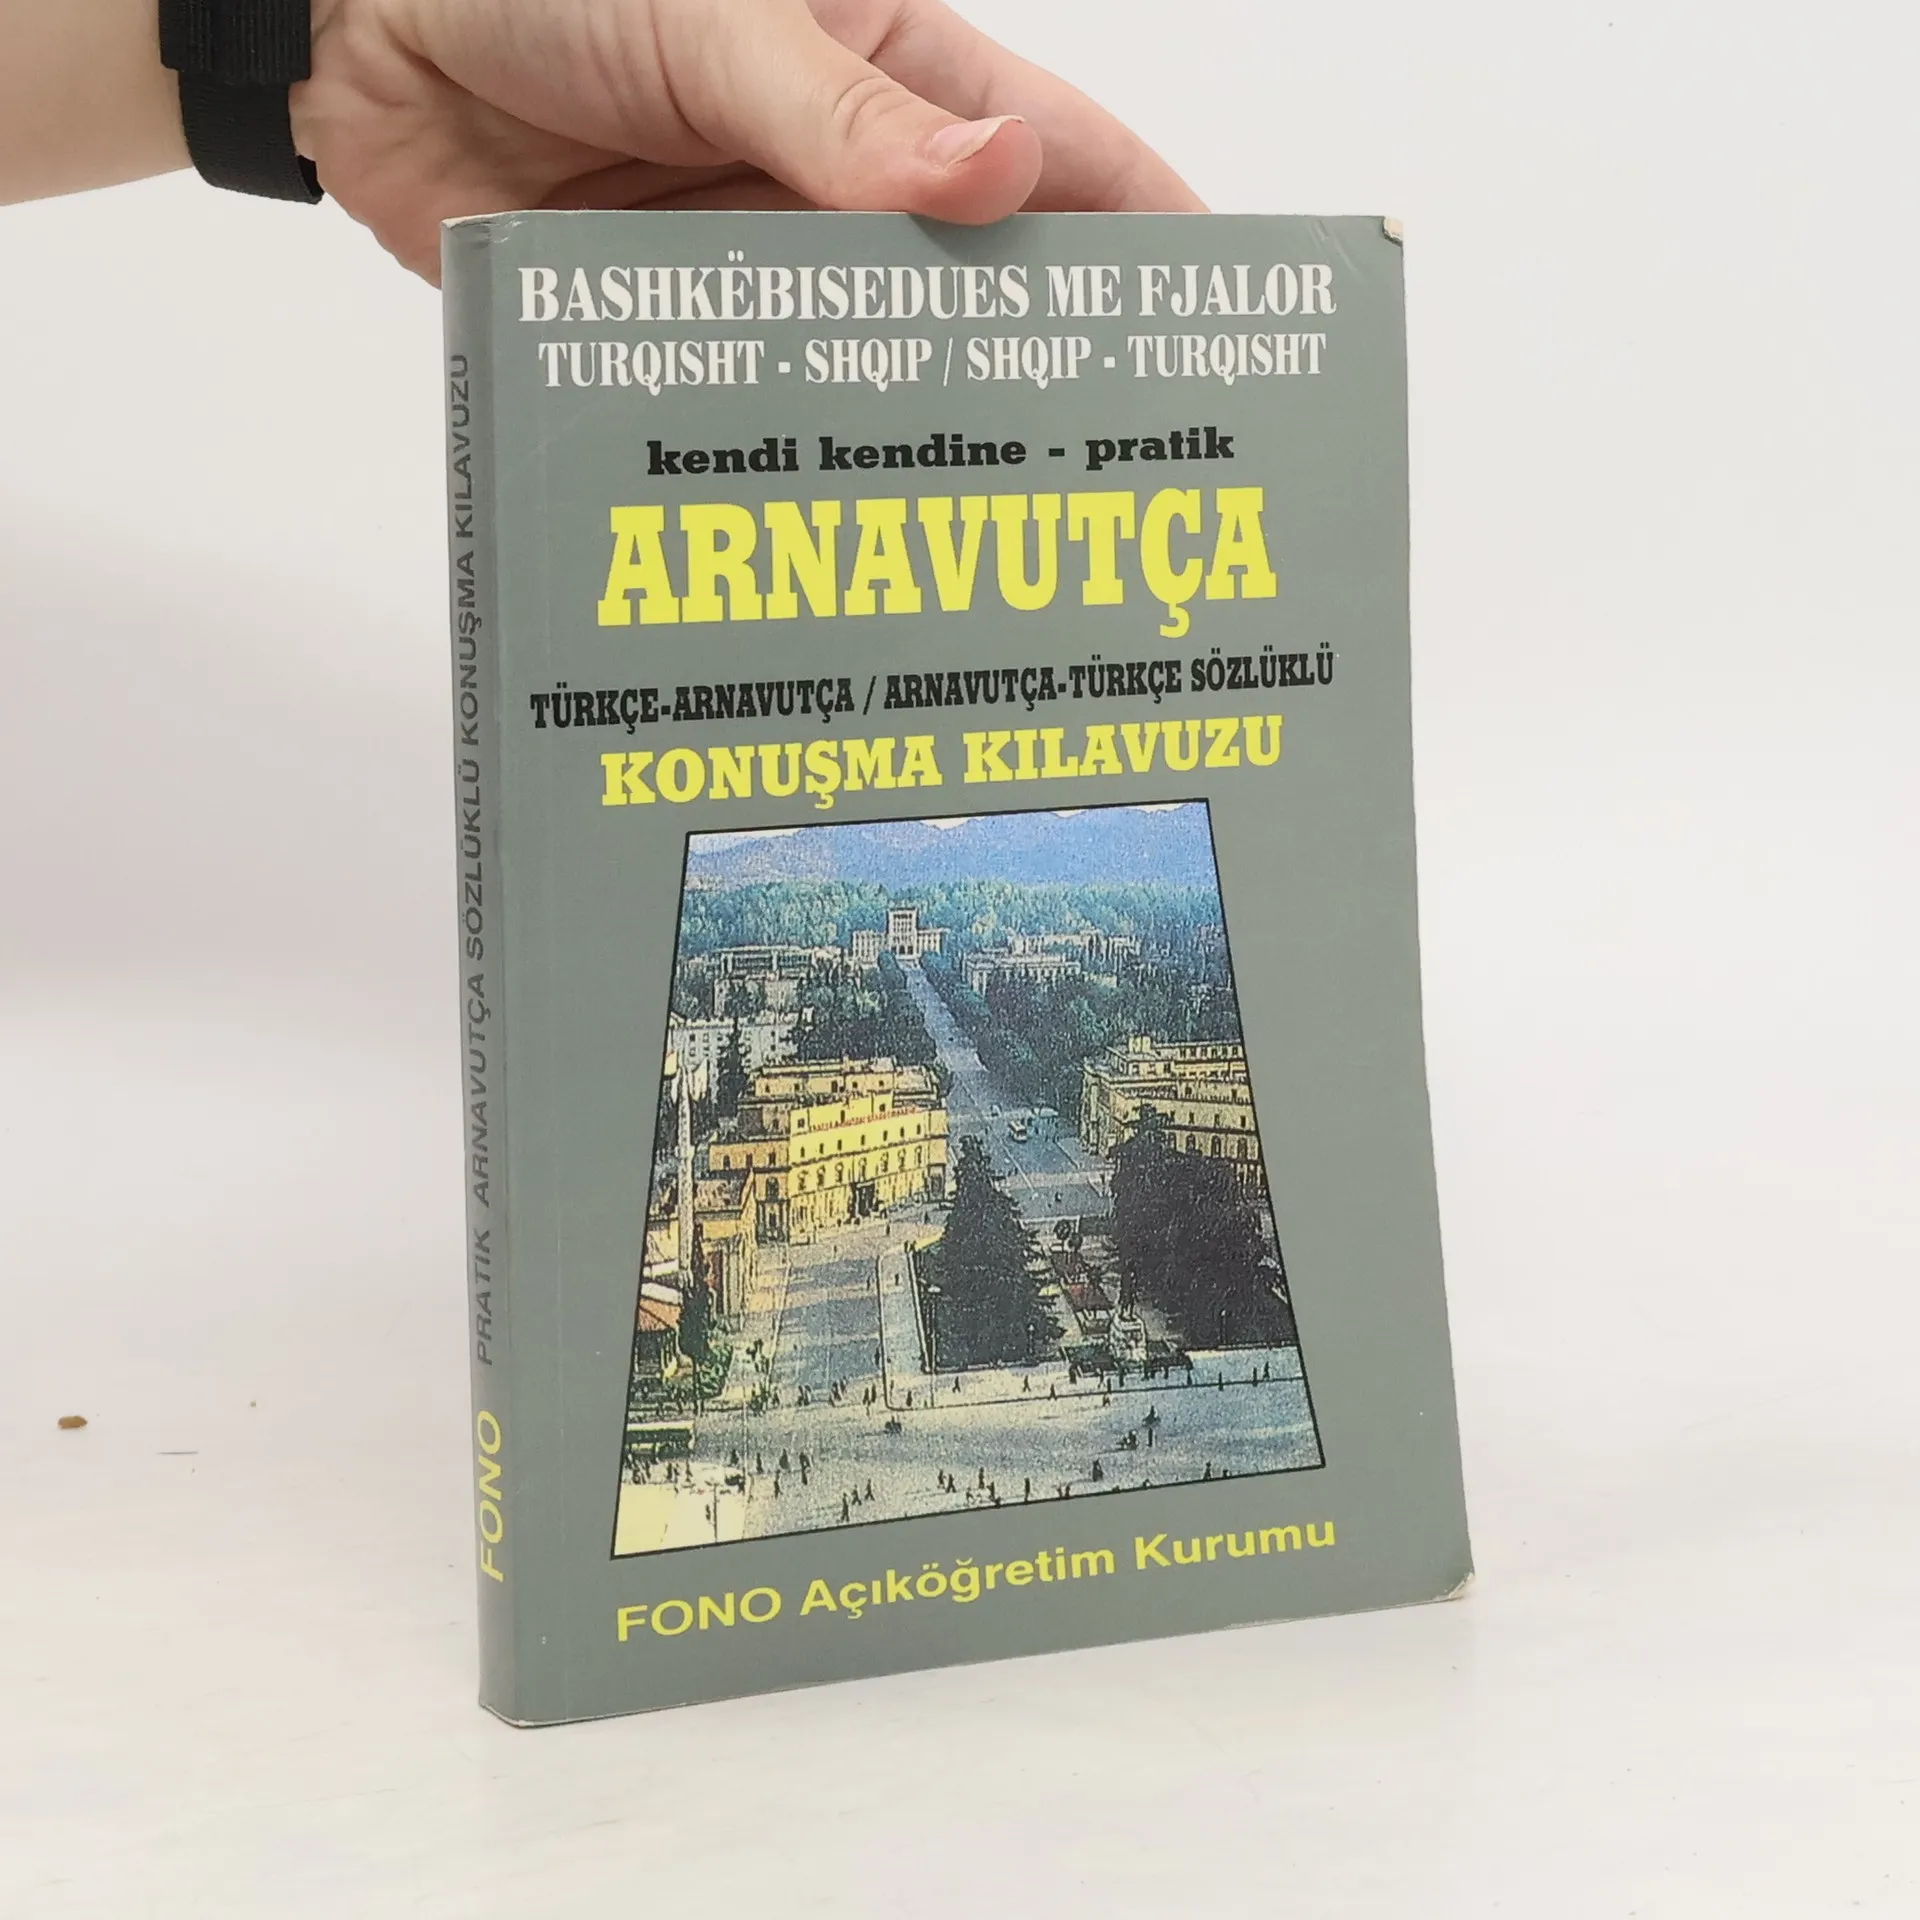 BASHKËBISEDUES ME FJALOR
TURQISHT - SHQIP / SHQIP - TURQISHT
kendi kendine - pratik
ARNAVUTÇA
TÜRKÇE-ARNAVUTÇA / ARNAVUTÇA-TÜRKÇE SÖZLÜKLÜ
KONUŞMA KILAVUZU
FONO Açıköğretim Kurumu
FONO PRATİK ARNAVUTÇA SÖZLÜKLÜ KONUŞMA KILAVUZU